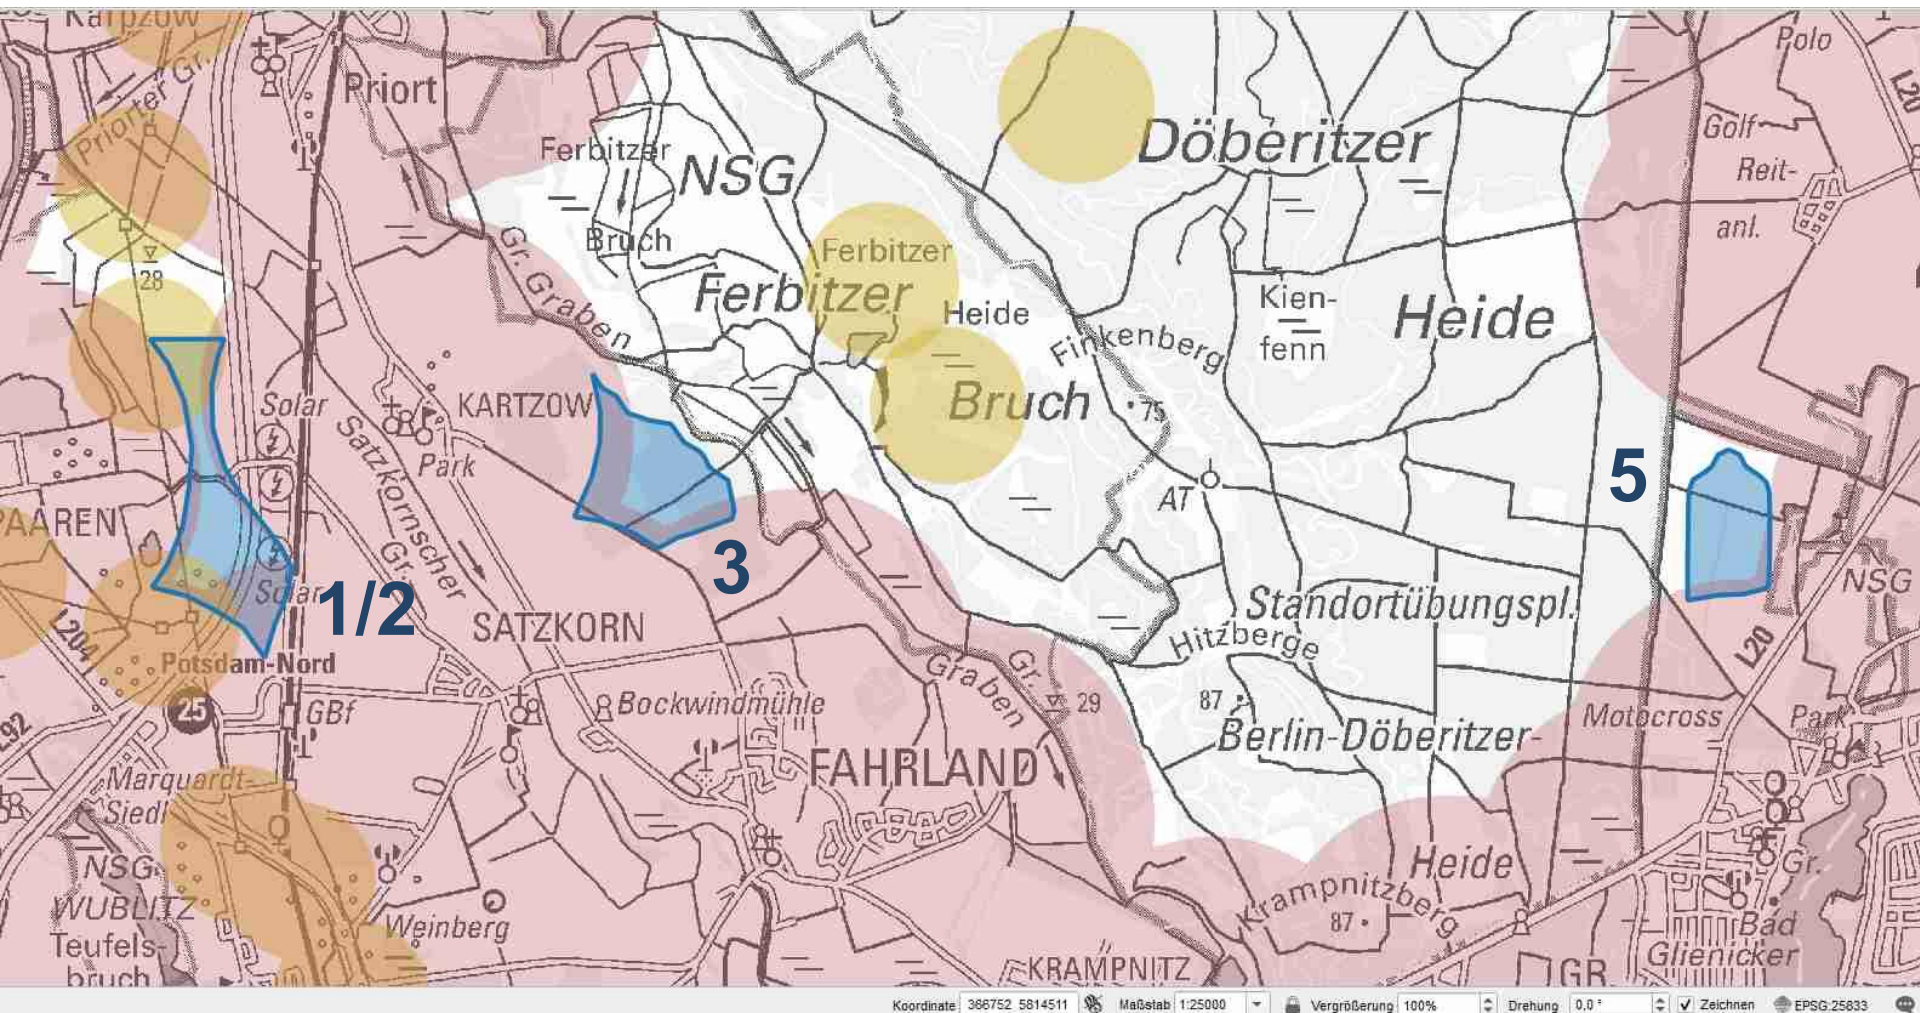 Karpzow
Priorter Gr.
Priort
Polo
L20
Golf-
Reit-
anl.
Döberitzer
Ferbitzer
NSG
Bruch
Gr. Graben
Ferbitzer
Ferbitzer
Heide
28
Kien-
fenn
Heide
Finkenberg
KARTZOW
Solar
Bruch
75
Satzkornscher
Gr.
Park
5
AT
PAAREN
3
Solar
1/2
NSG
Standortübungspl.
Hitzberge
SATZKORN
L204
L20
Potsdam-Nord
25
GBf
Bockwindmühle
Graben
Gr.
29
87
Berlin-Döberitzer-
Motocross
Park
L92
FAHRLAND
Marquardt-
Siedl
NSG
WUBLITZ
Teufels-
bruch
Weinberg
Heide
Krampnitzberg
87
Gr.
Bad
Glienicker
KRAMPNITZ
GR
Koordinate 366752 5814511 Maßstab 1:25000 Vergrößerung 100% Drehung 0,0 ° Zeichnen EPSG:25833